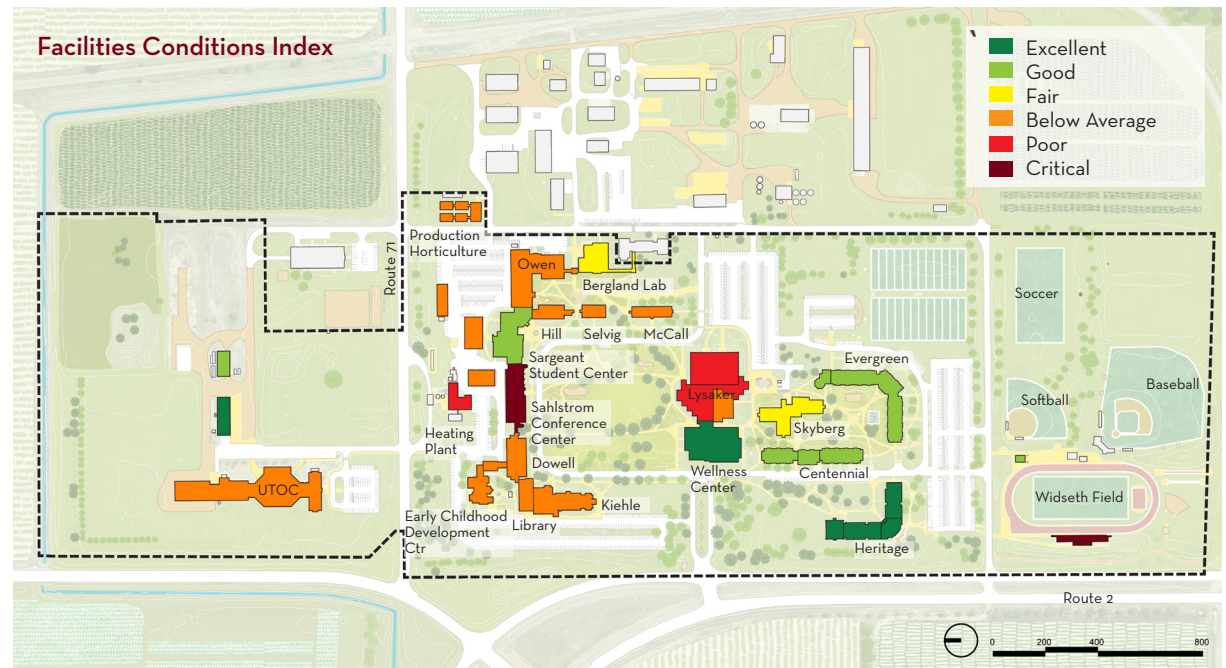 Facilities Conditions Index
Excellent
Good
Fair
Below Average
Poor
Critical
Production
Horticulture
Route 71
Owen
Bergland Lab
Hill
Selvig
McCall
Sargeant
Student Center
Sahlstrom
Conference
Center
Heating
Plant
Dowell
Early Childhood
Development
Ctr
Library
Kiehle
UTOC
Lysaker
Wellness
Center
Skyberg
Evergreen
Centennial
Heritage
Soccer
Softball
Baseball
Widseth Field
Route 2
0
200
400
800